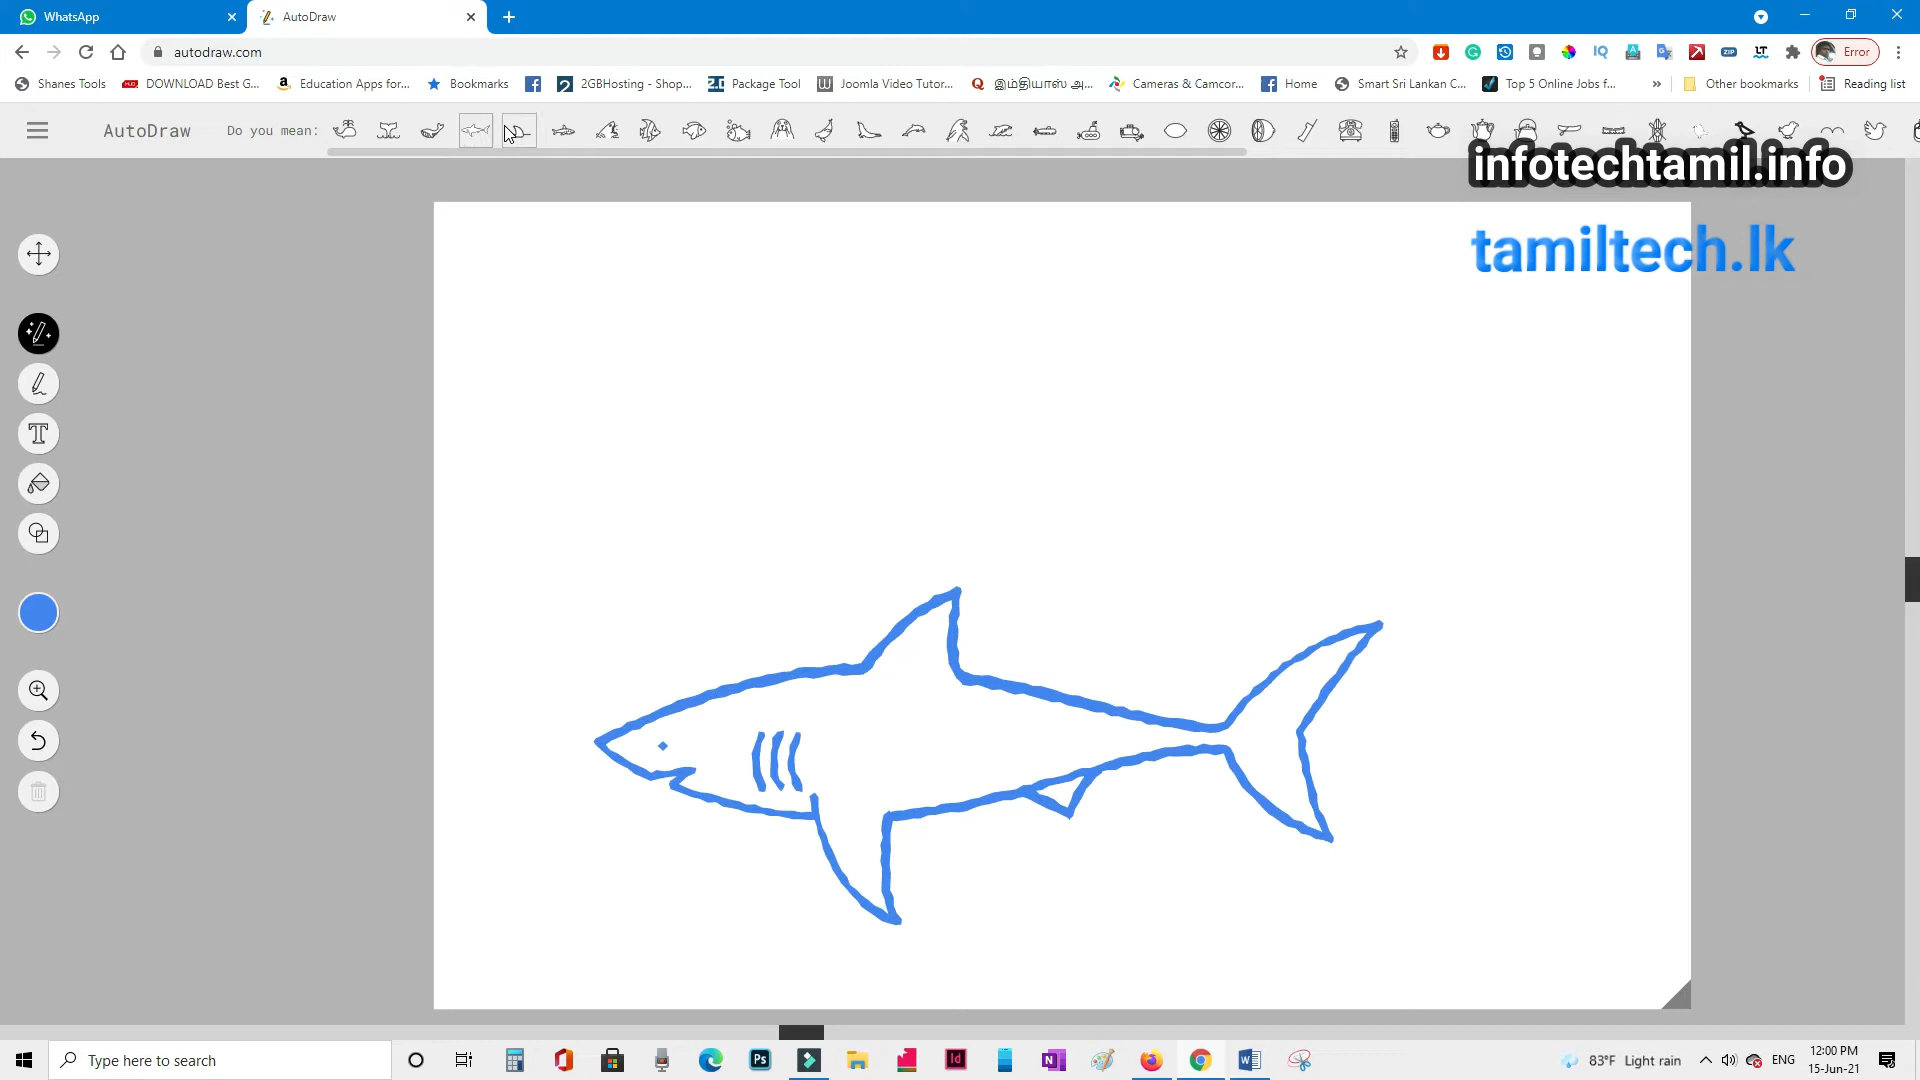 WhatsApp
AutoDraw
autodraw.com
Error
Shanes Tools
DOWNLOAD Best G...
Education Apps for...
Bookmarks
2GBHosting - Shop...
Package Tool
Joomla Video Tutor...
இம்தியாஸ் அ...
Cameras & Camcor...
Home
Smart Sri Lankan C...
Top 5 Online Jobs f...
»
Other bookmarks
Reading list
AutoDraw
Do you mean:
infotechtamil.info
tamiltech.lk
Type here to search
83°F Light rain
ENG
12:00 PM
15-Jun-21